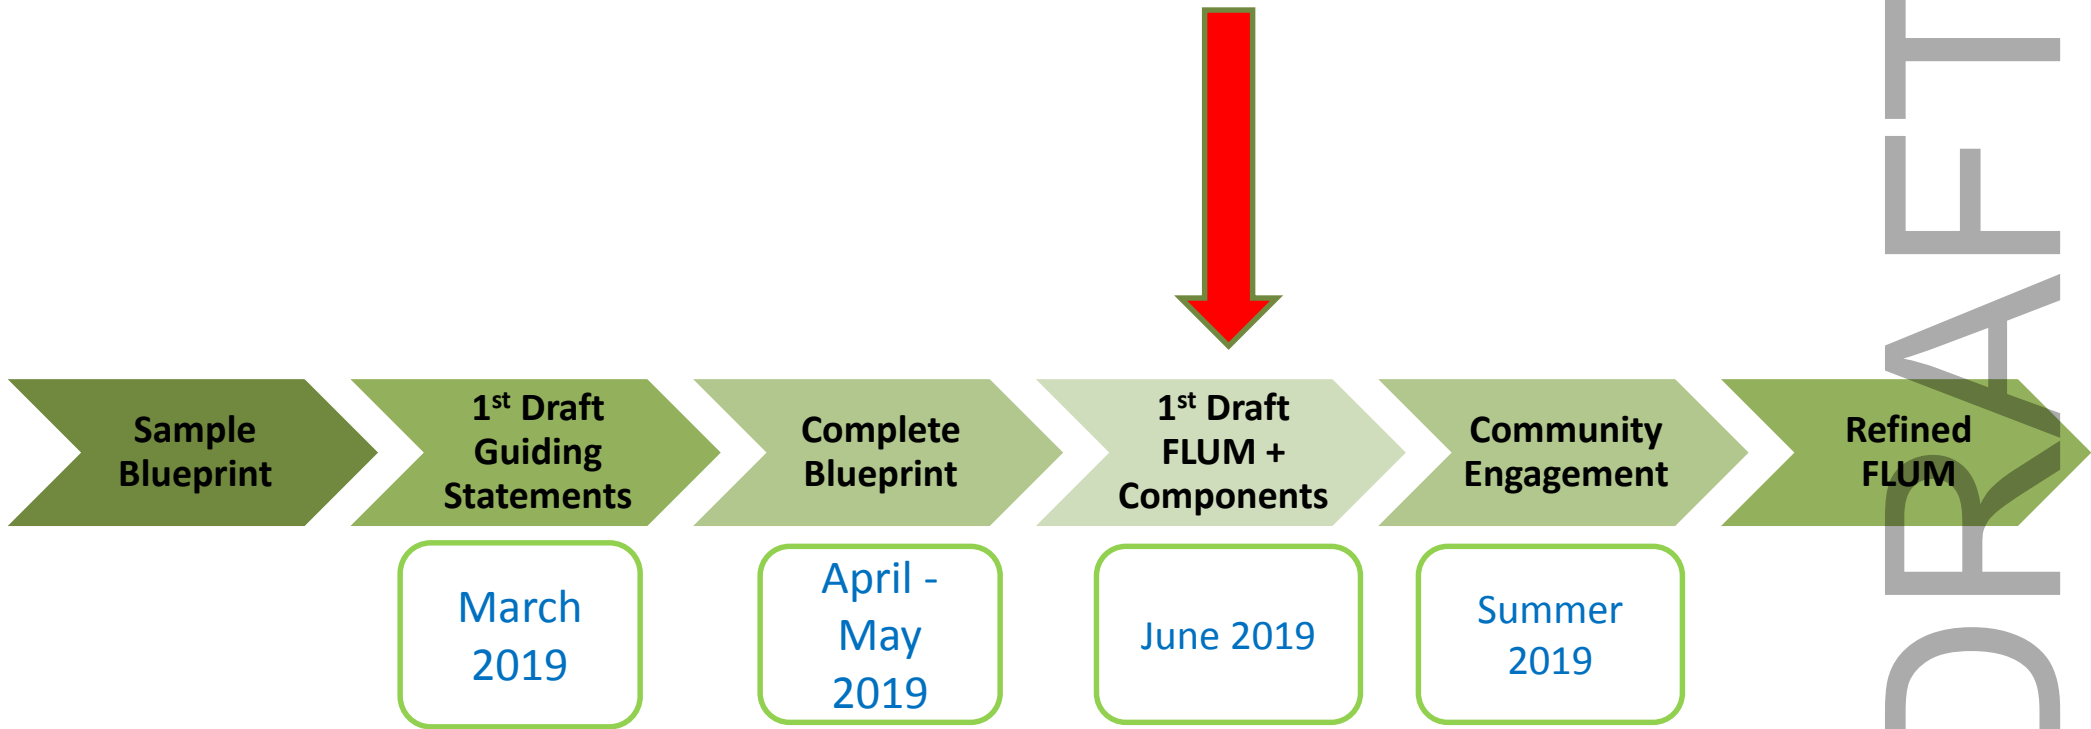 Sample
Blueprint
1st Draft
Guiding
Statements
Complete
Blueprint
1st Draft
FLUM +
Components
Community
Engagement
Refined
FLUM
March
2019
April -
May
2019
June 2019
Summer
2019
DRAFT